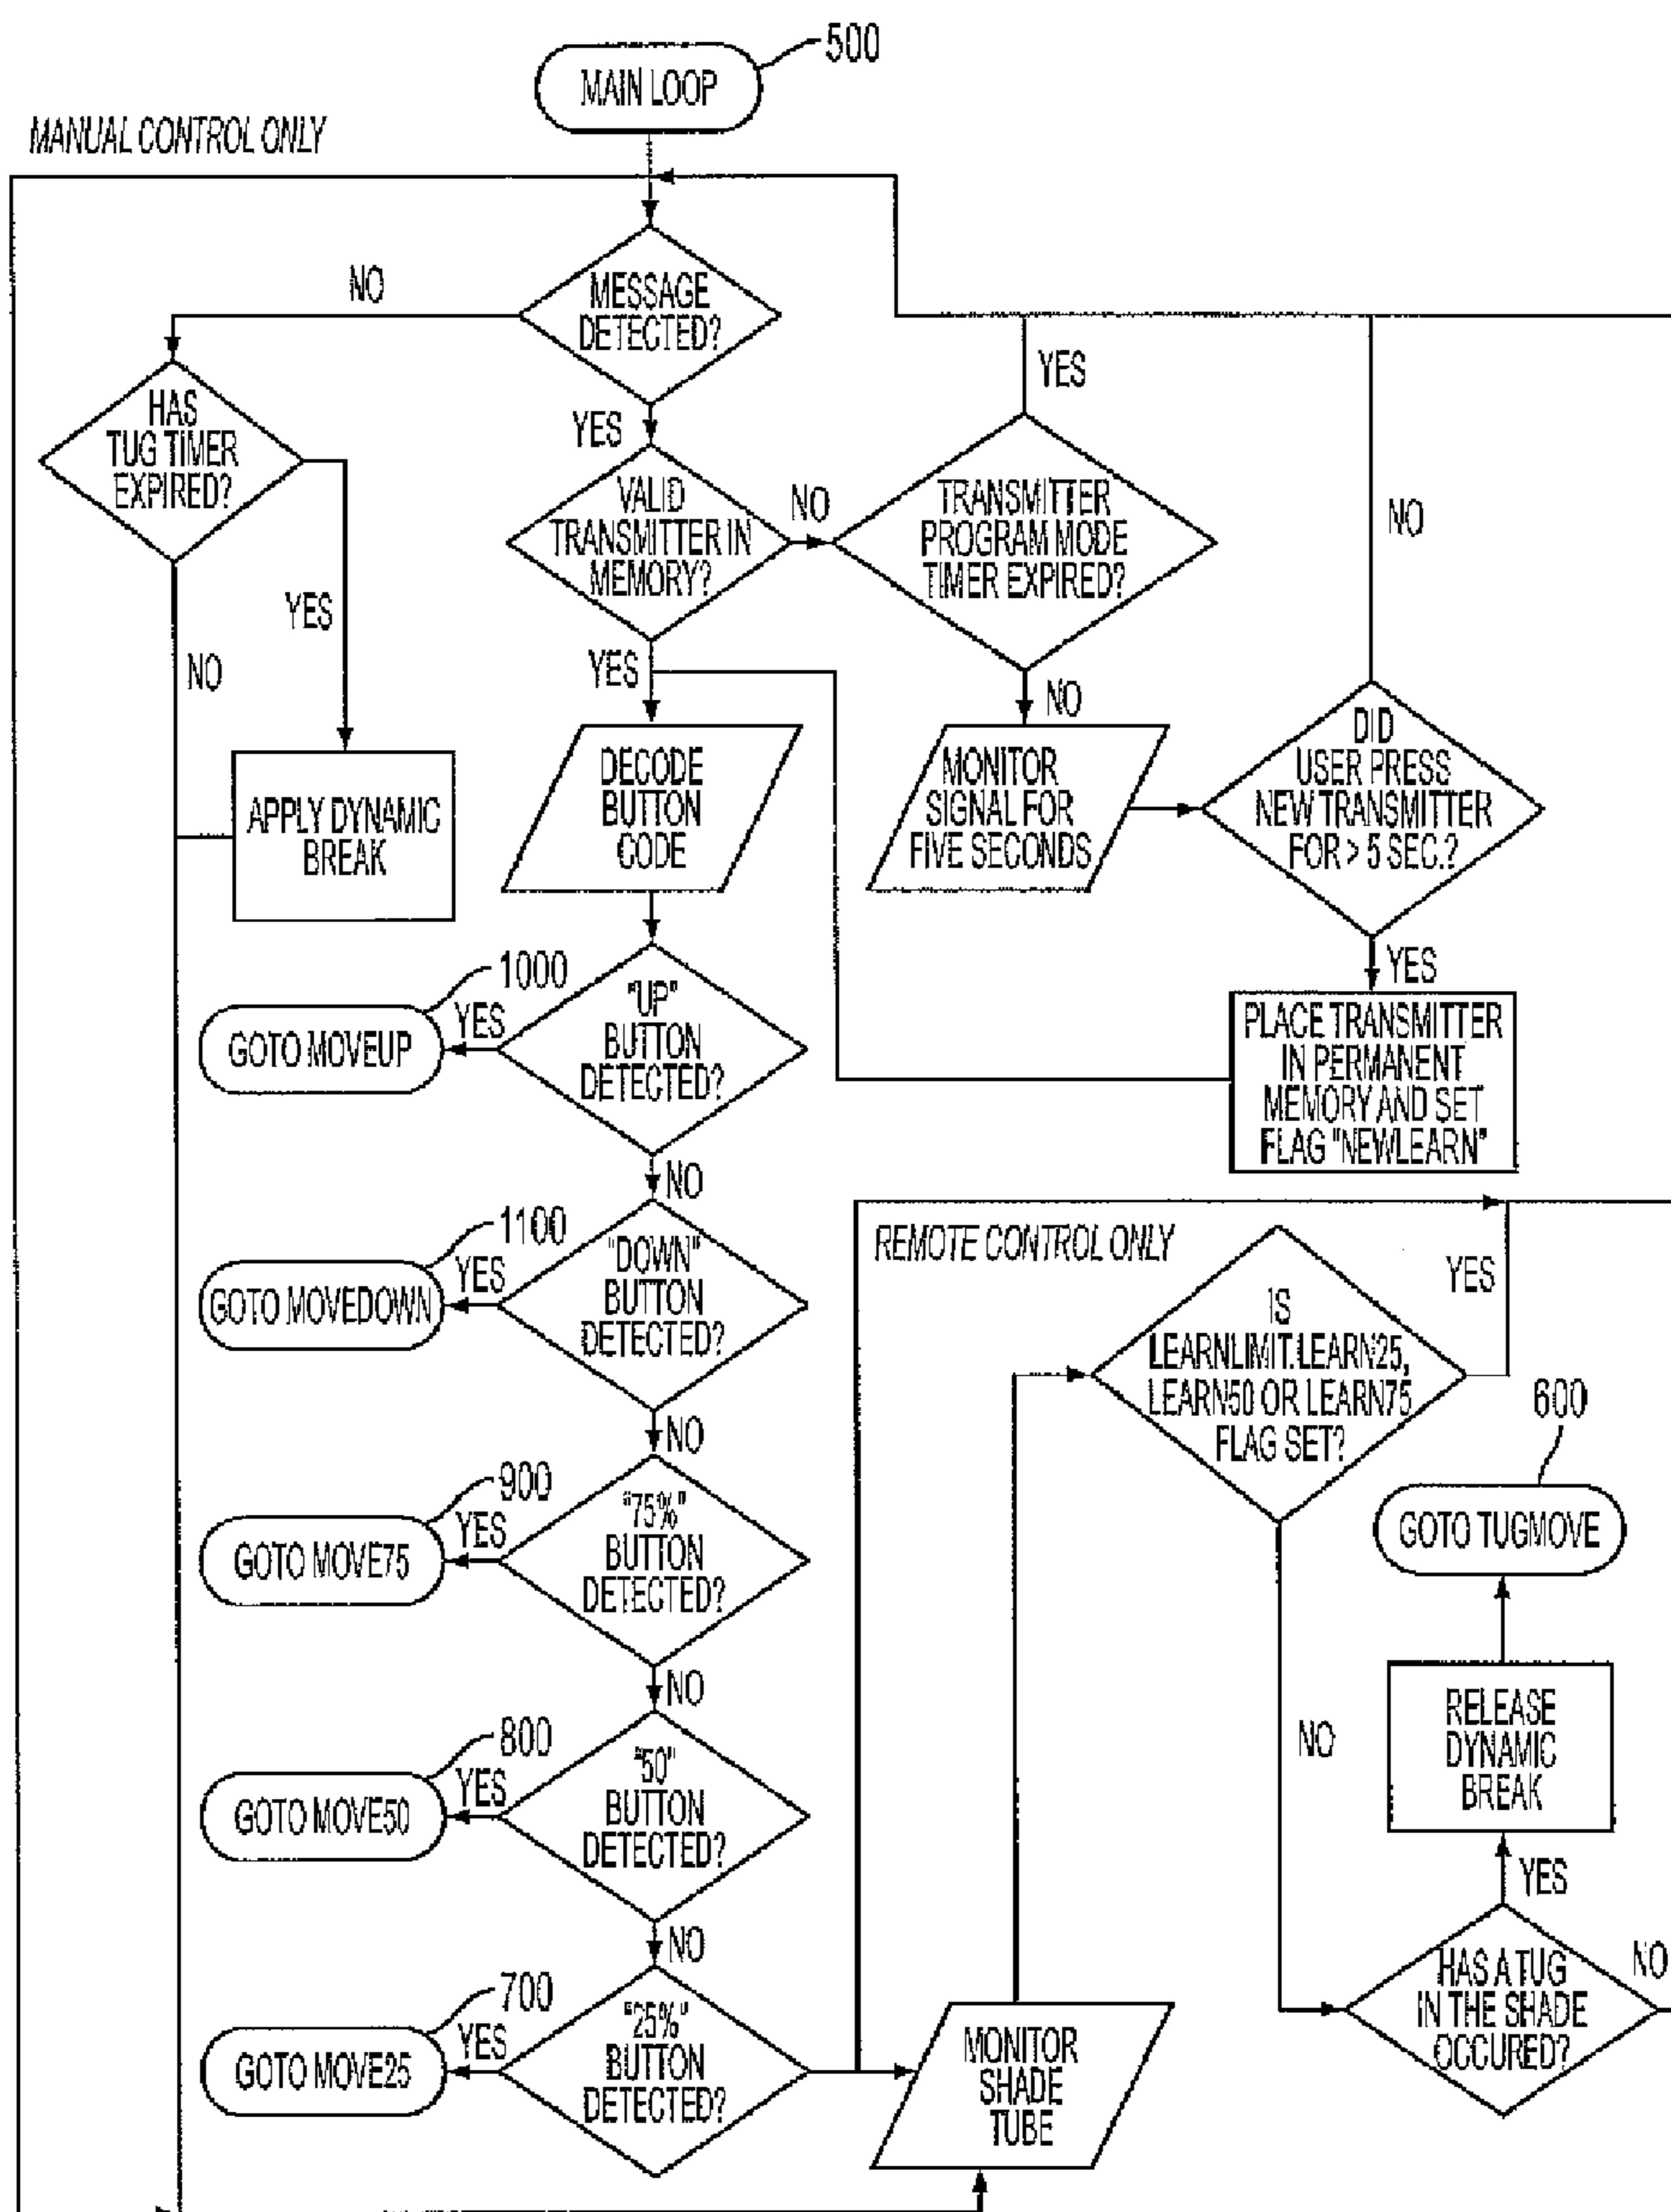 500
MAIN LOOP
MANUAL CONTROL ONLY
NO
MESSAGE
DETECTED?
YES
HAS
TUG TIMER
EXPIRED?
YES
NO
VALID
TRANSMITTER IN
MEMORY?
NO
TRANSMITTER
PROGRAM MODE
TIMER EXPIRED?
NO
YES
NO
YES
DECODE
BUTTON
CODE
MONITOR
SIGNAL FOR
FIVE SECONDS
DID
USER PRESS
NEW TRANSMITTER
FOR > 5 SEC.?
APPLY DYNAMIC
BREAK
YES
1000
GOTO MOVEUP
YES
"UP"
BUTTON
DETECTED?
PLACE TRANSMITTER
IN PERMANENT
MEMORY AND SET
FLAG "NEWLEARN"
NO
1100
GOTO MOVEDOWN
YES
"DOWN"
BUTTON
DETECTED?
REMOTE CONTROL ONLY
YES
IS
LEARNLIMIT.LEARN25,
LEARN50 OR LEARN75
FLAG SET?
NO
600
GOTO TUGMOVE
900
GOTO MOVE75
YES
"75%"
BUTTON
DETECTED?
NO
NO
RELEASE
DYNAMIC
BREAK
800
GOTO MOVE50
YES
"50"
BUTTON
DETECTED?
YES
NO
HAS A TUG
IN THE SHADE
OCCURED?
NO
700
GOTO MOVE25
YES
"25%"
BUTTON
DETECTED?
MONITOR
SHADE
TUBE